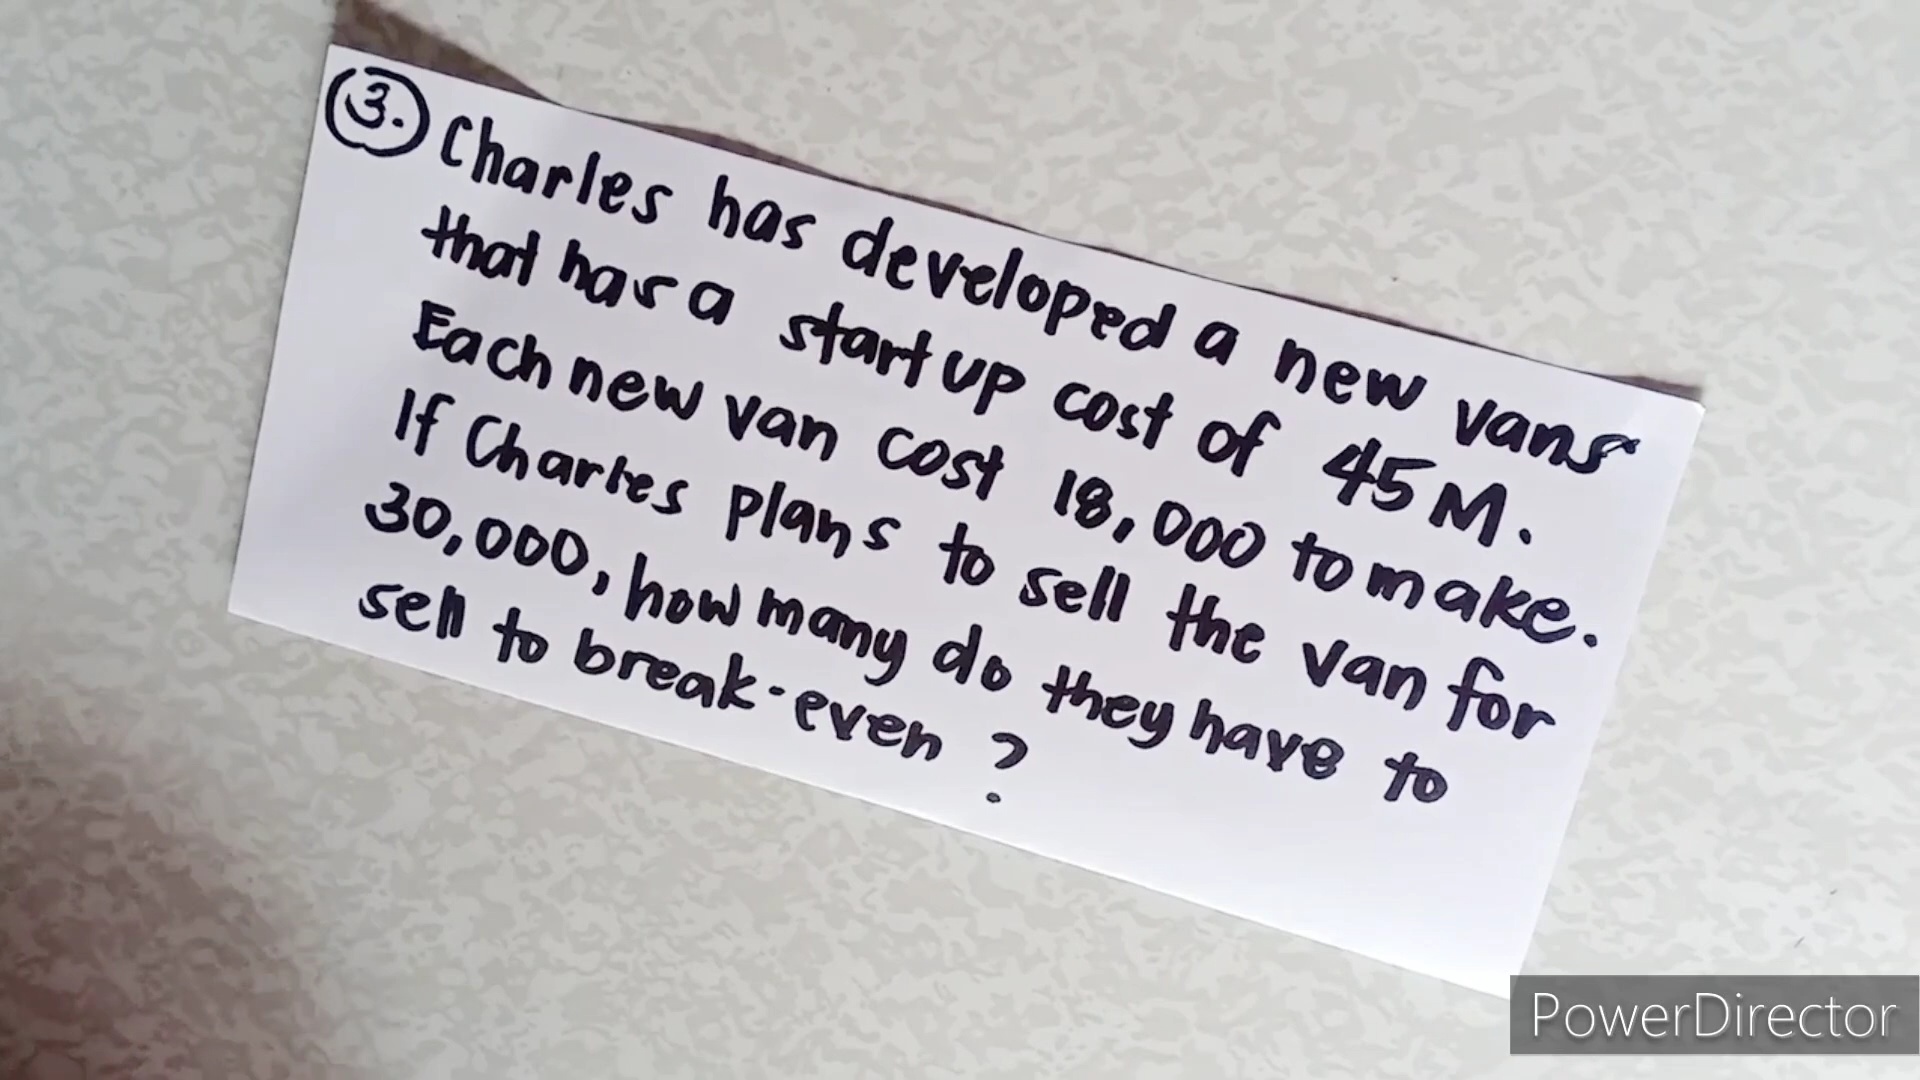 3. Charles has developed a new vans
that has a start up cost of 45M.
Each new van cost 18,000 to make.
If Charles plans to sell the van for
30,000, how many do they have to
sell to break-even?
PowerDirector